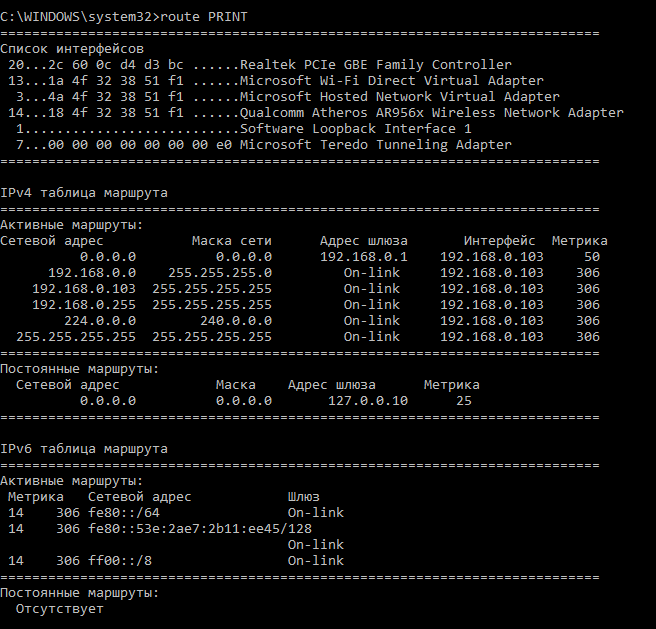 C:\WINDOWS\system32>route PRINT
===========================================================================
Список интерфейсов
 20...2c 60 0c d4 d3 bc ......Realtek PCIe GBE Family Controller
 13...1a 4f 32 38 51 f1 ......Microsoft Wi-Fi Direct Virtual Adapter
  3...4a 4f 32 38 51 f1 ......Microsoft Hosted Network Virtual Adapter
 14...18 4f 32 38 51 f1 ......Qualcomm Atheros AR956x Wireless Network Adapter
  1...........................Software Loopback Interface 1
  7...00 00 00 00 00 00 00 e0 Microsoft Teredo Tunneling Adapter
===========================================================================

IPv4 таблица маршрута
===========================================================================
Активные маршруты:
Сетевой адрес           Маска сети      Адрес шлюза       Интерфейс  Метрика
          0.0.0.0          0.0.0.0      192.168.0.1    192.168.0.103     50
      192.168.0.0    255.255.255.0         On-link     192.168.0.103    306
    192.168.0.103  255.255.255.255         On-link     192.168.0.103    306
    192.168.0.255  255.255.255.255         On-link     192.168.0.103    306
        224.0.0.0        240.0.0.0         On-link     192.168.0.103    306
  255.255.255.255  255.255.255.255         On-link     192.168.0.103    306
===========================================================================
Постоянные маршруты:
  Сетевой адрес            Маска    Адрес шлюза      Метрика
          0.0.0.0          0.0.0.0       127.0.0.10      25
===========================================================================

IPv6 таблица маршрута
===========================================================================
Активные маршруты:
 Метрика   Сетевой адрес            Шлюз
 14    306 fe80::/64                On-link
 14    306 fe80::53e:2ae7:2b11:ee45/128
                                    On-link
 14    306 ff00::/8                 On-link
===========================================================================
Постоянные маршруты:
  Отсутствует